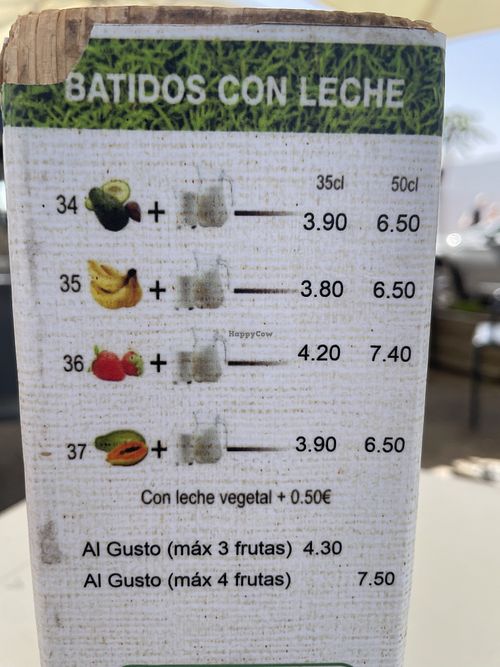 BATIDOS CON LECHE
35cl 50cl
34 + 3.90 6.50
35 + 3.80 6.50
HappyCow
36 + 4.20 7.40
37 + 3.90 6.50
Con leche vegetal + 0.50€
Al Gusto (máx 3 frutas) 4.30
Al Gusto (máx 4 frutas) 7.50